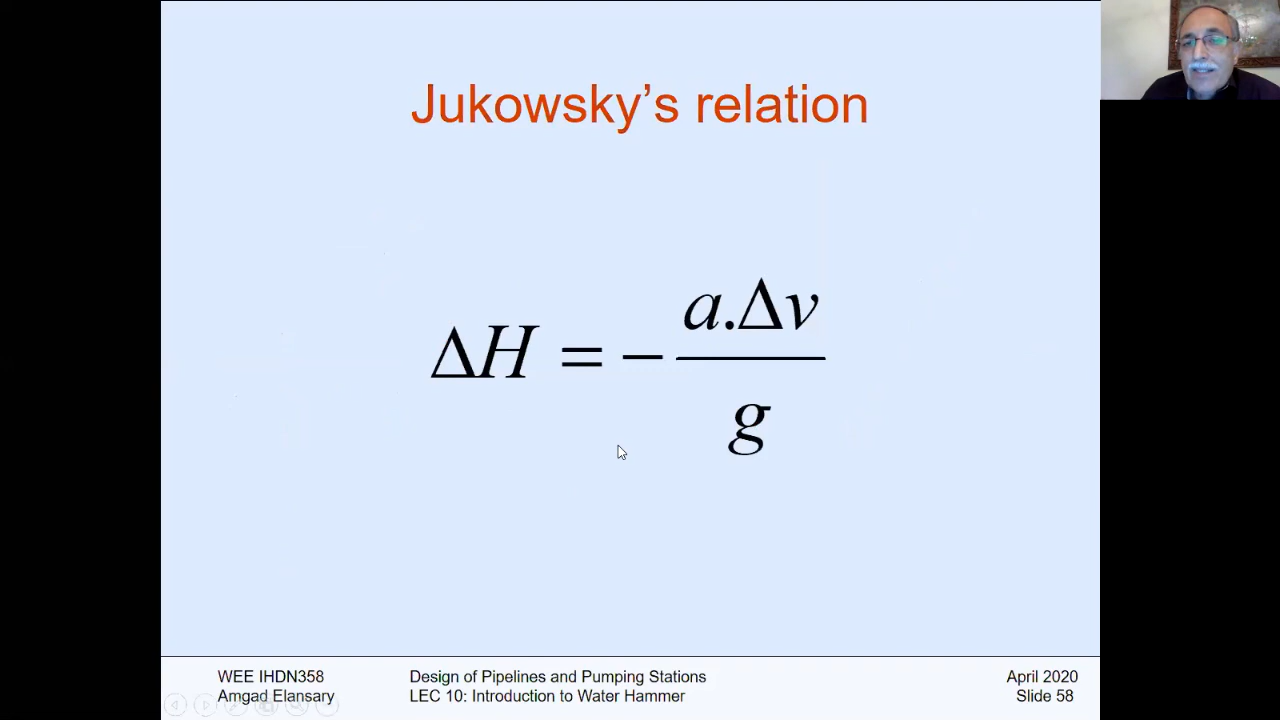 Jukowsky's relation
ΔH = − a.Δv / g
WEE IHDN358
Amgad Elansary
Design of Pipelines and Pumping Stations
LEC 10: Introduction to Water Hammer
April 2020
Slide 58